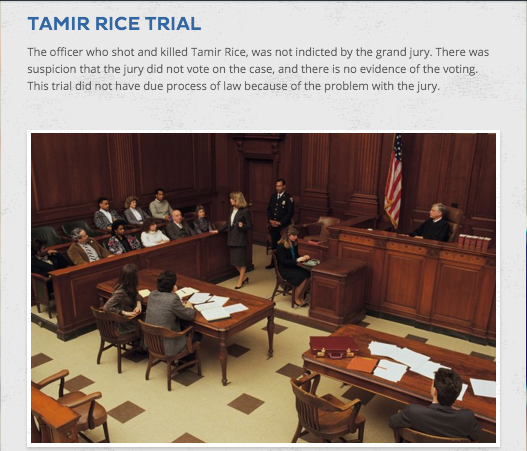 TAMIR RICE TRIAL
The officer who shot and killed Tamir Rice, was not indicted by the grand jury. There was
suspicion that the jury did not vote on the case, and there is no evidence of the voting.
This trial did not have due process of law because of the problem with the jury.